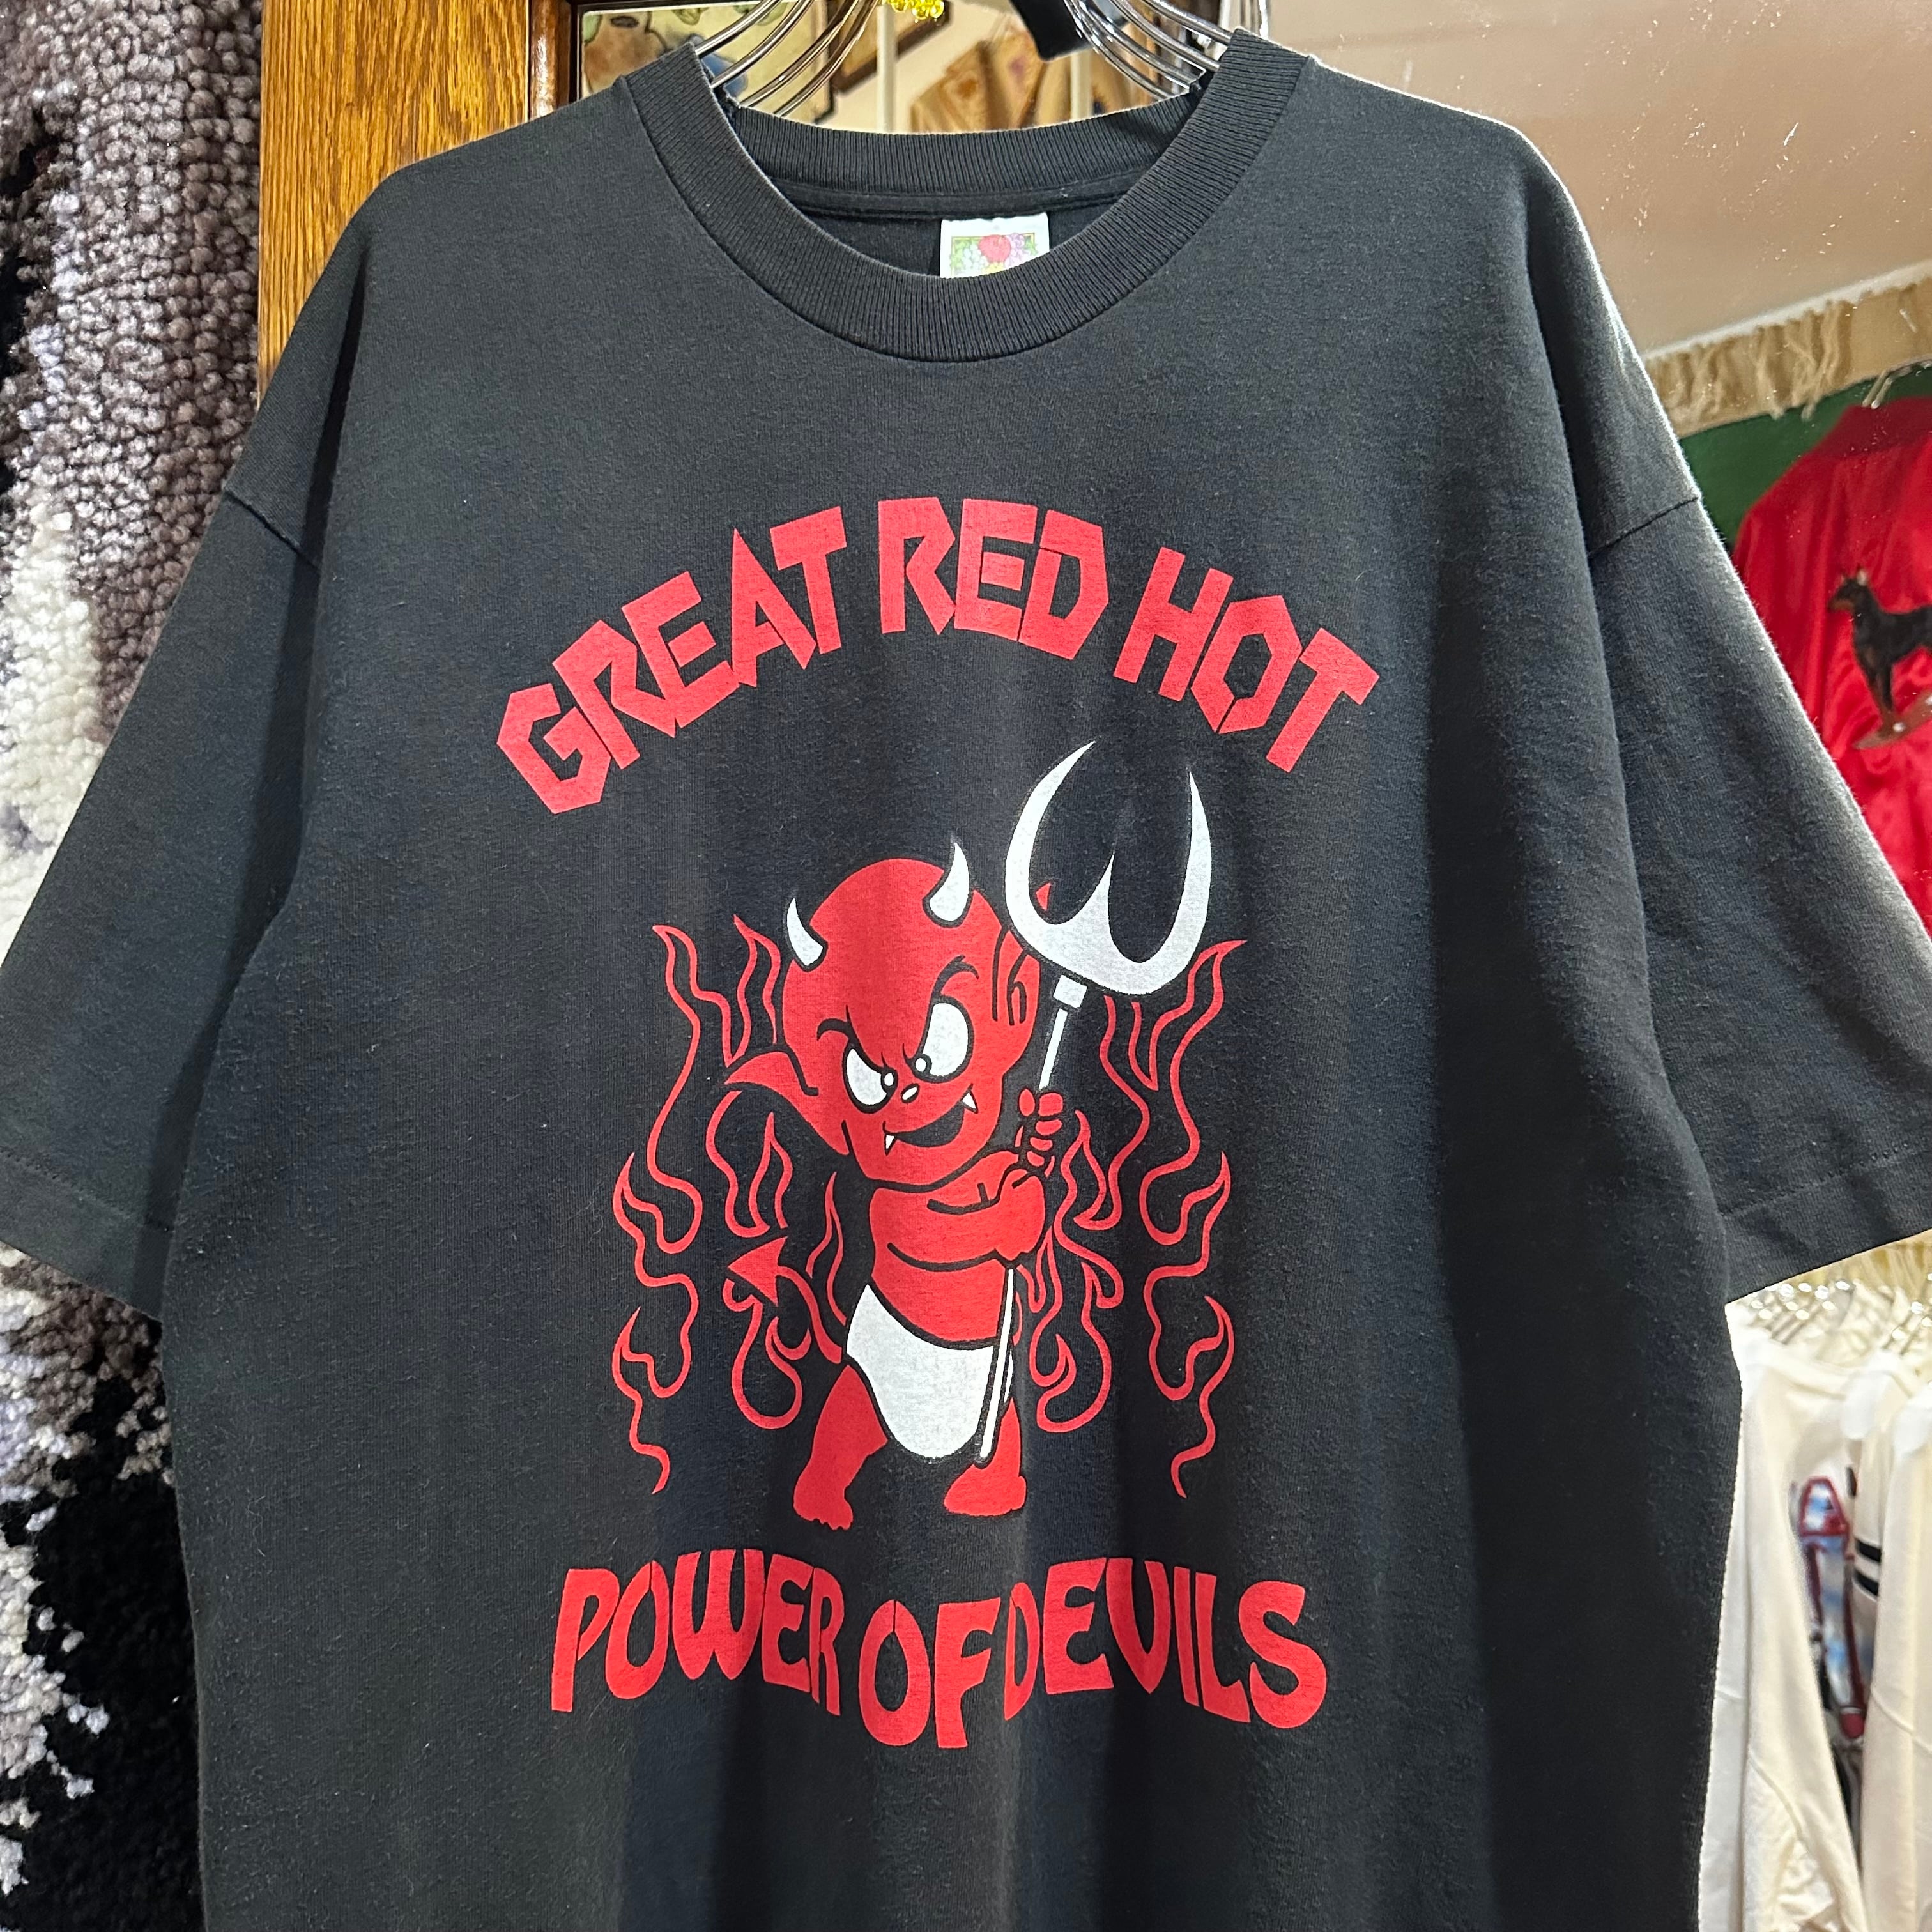 GREAT RED HOT
POWER OF DEVILS